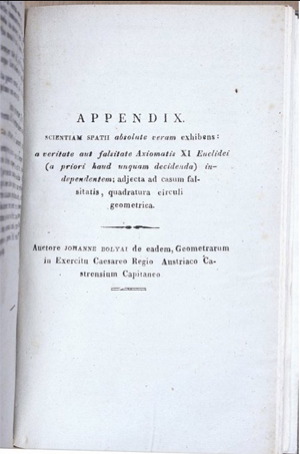 APPENDIX.
SCIENTIAM SPATII absolute veram exhibens:
a veritate aut falsitate Axiomatis XI Euclidei
(a priori haud unquam decidenda) in-
dependentem; adjecta ad casum fal-
sitatis, quadratura circuli
geometrica.
Auctore JOHANNE BOLYAI de eadem, Geometrarum
in Exercitu Caesareo Regio Austriaco Ca-
strensium Capitaneo